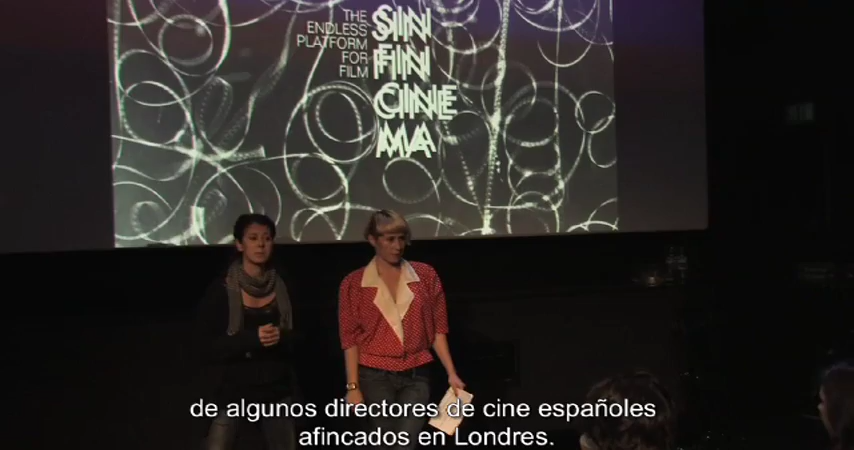 THE
ENDLESS
PLATFORM
FOR
FILM
SIN
FIN
CINE
MA
de algunos directores de cine españoles
afincados en Londres.